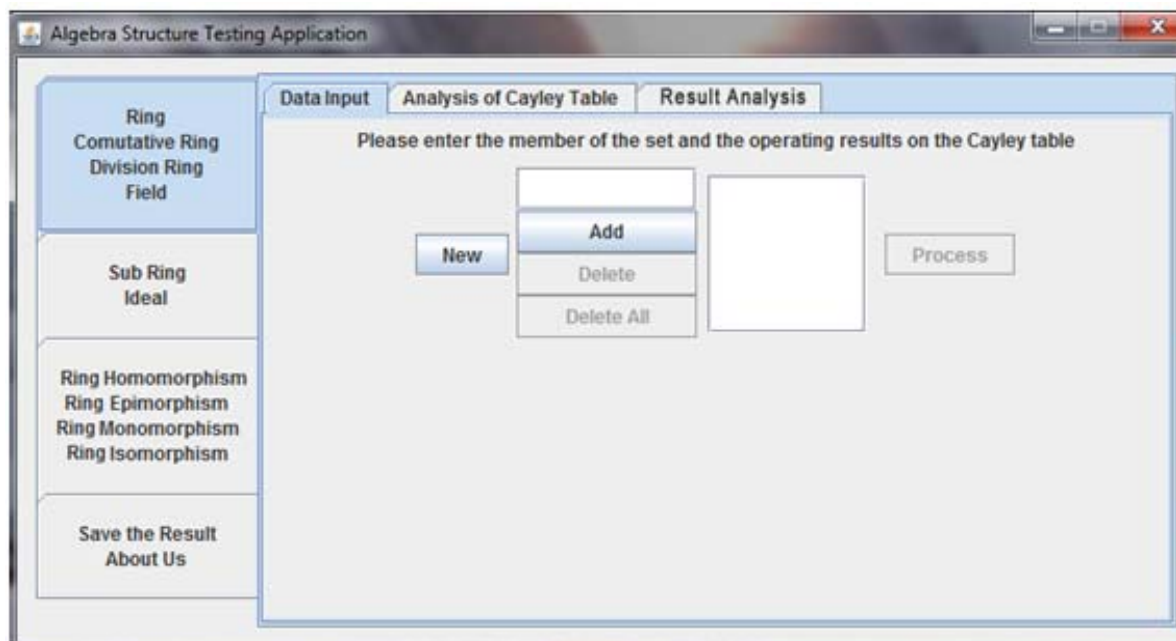 Algebra Structure Testing Application
Ring
Comutative Ring
Division Ring
Field
Sub Ring
Ideal
Ring Homomorphism
Ring Epimorphism
Ring Monomorphism
Ring Isomorphism
Save the Result
About Us
Data Input
Analysis of Cayley Table
Result Analysis
Please enter the member of the set and the operating results on the Cayley table
New
Add
Delete
Delete All
Process